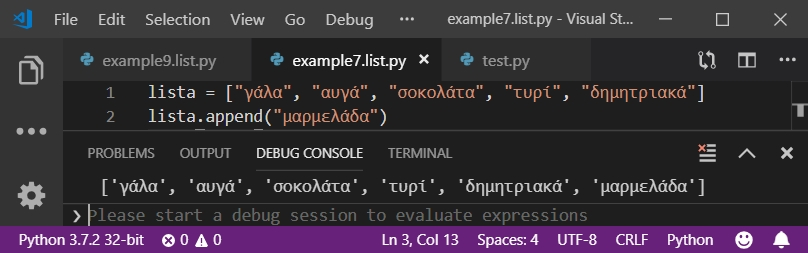 File Edit Selection View Go Debug ··· example7.list.py - Visual St...
example9.list.py example7.list.py test.py
1 lista = ["γάλα", "αυγά", "σοκολάτα", "τυρί", "δημητριακά"]
2 lista.append("μαρμελάδα")
PROBLEMS OUTPUT DEBUG CONSOLE TERMINAL
['γάλα', 'αυγά', 'σοκολάτα', 'τυρί', 'δημητριακά', 'μαρμελάδα']
Please start a debug session to evaluate expressions
Python 3.7.2 32-bit 0 0 Ln 3, Col 13 Spaces: 4 UTF-8 CRLF Python